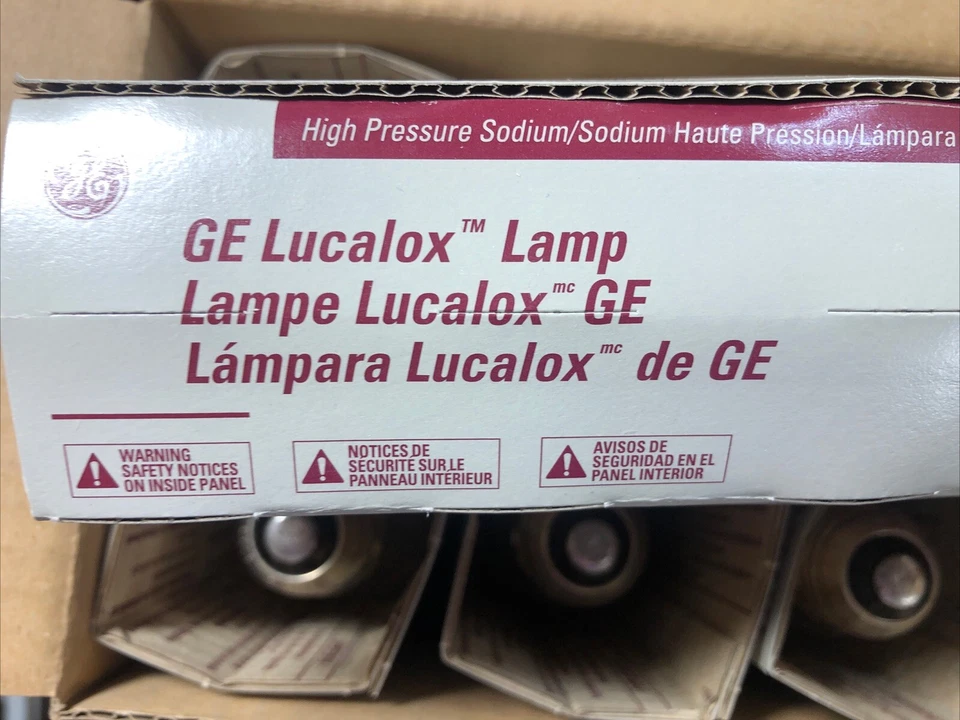 High Pressure Sodium/Sodium Haute Pression/Lámpara
GE
GE Lucalox™ Lamp
Lampe Lucalox mc GE
Lámpara Lucalox mc de GE
WARNING
SAFETY NOTICES
ON INSIDE PANEL
NOTICES DE
SECURITE SUR LE
PANNEAU INTERIEUR
AVISOS DE
SEGURIDAD EN EL
PANEL INTERIOR